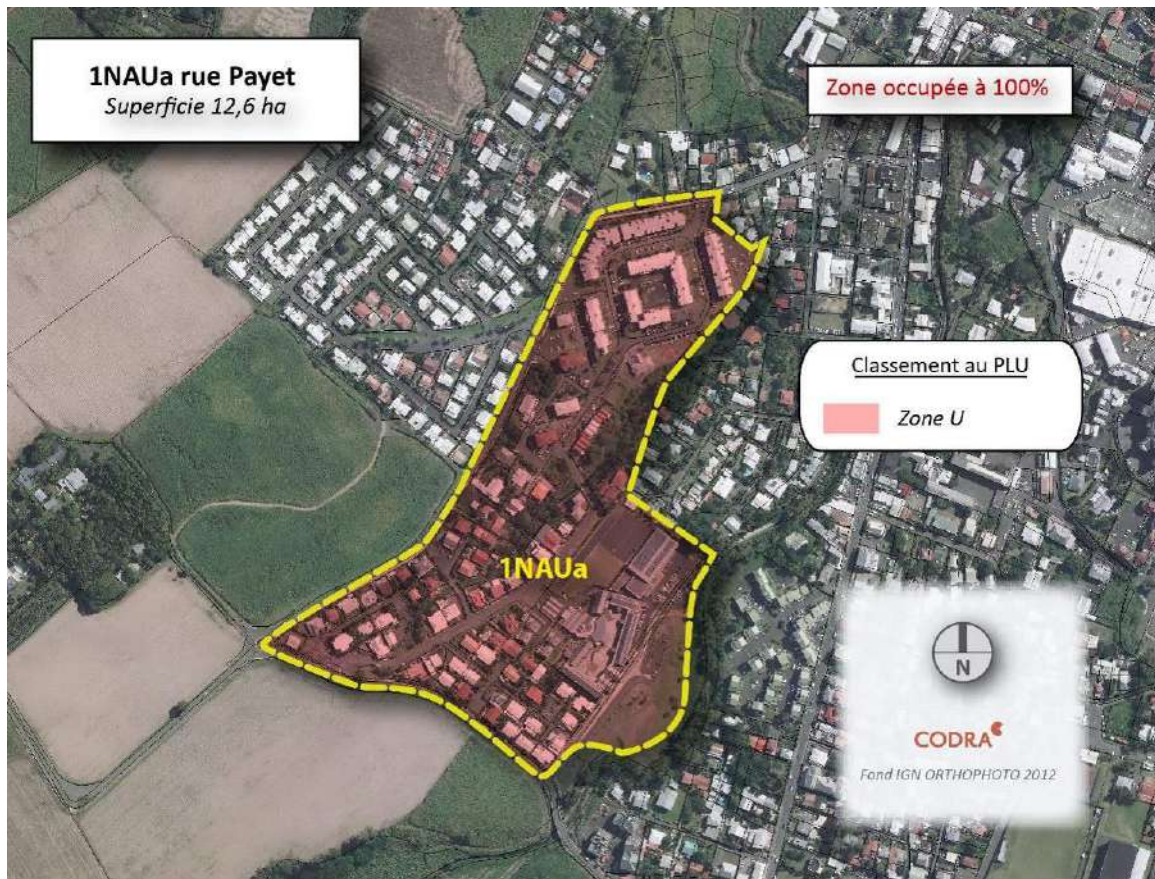 1NAUa rue Payet
Superficie 12,6 ha
Zone occupée à 100%
Classement au PLU
Zone U
1NAUa
N
CODRA
Fond IGN ORTHOPHOTO 2012